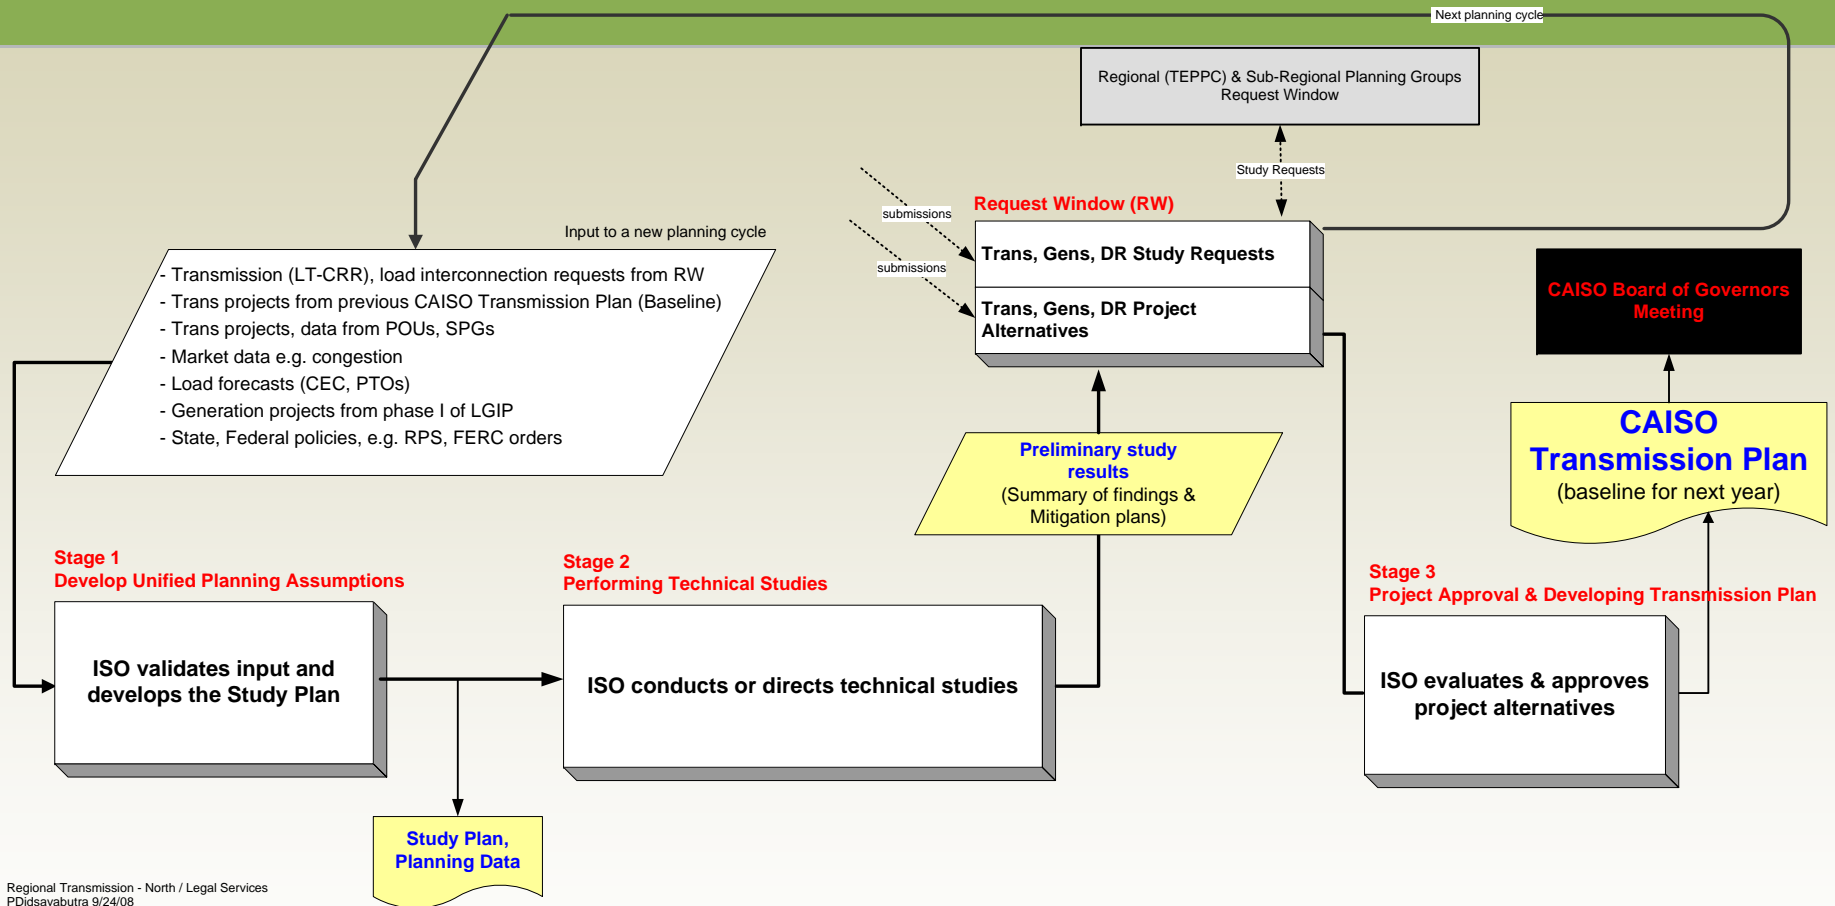 Next planning cycle
Regional (TEPPC) & Sub-Regional Planning Groups
Request Window
Study Requests
submissions
submissions
Request Window (RW)
Trans, Gens, DR Study Requests
Trans, Gens, DR Project
Alternatives
Input to a new planning cycle
- Transmission (LT-CRR), load interconnection requests from RW
- Trans projects from previous CAISO Transmission Plan (Baseline)
- Trans projects, data from POUs, SPGs
- Market data e.g. congestion
- Load forecasts (CEC, PTOs)
- Generation projects from phase I of LGIP
- State, Federal policies, e.g. RPS, FERC orders
CAISO Board of Governors
Meeting
CAISO
Transmission Plan
(baseline for next year)
Preliminary study
results
(Summary of findings &
Mitigation plans)
Stage 1
Develop Unified Planning Assumptions
ISO validates input and
develops the Study Plan
Stage 2
Performing Technical Studies
ISO conducts or directs technical studies
Stage 3
Project Approval & Developing Transmission Plan
ISO evaluates & approves
project alternatives
Study Plan,
Planning Data
Regional Transmission - North / Legal Services
PDidsayabutra 9/24/08